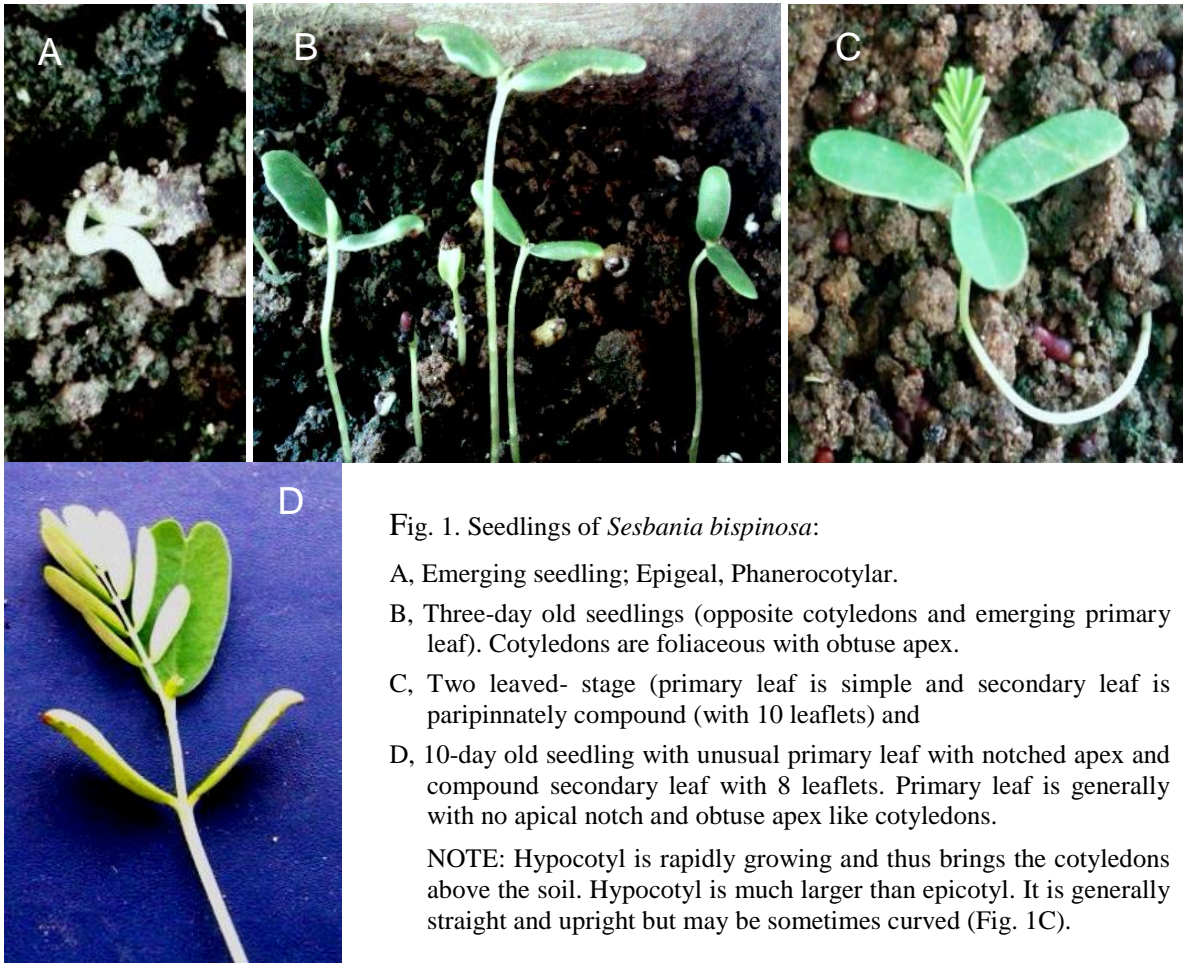 A
B
C
D
Fig. 1. Seedlings of Sesbania bispinosa:
A, Emerging seedling; Epigeal, Phanerocotylar.
B, Three-day old seedlings (opposite cotyledons and emerging primary
leaf). Cotyledons are foliaceous with obtuse apex.
C, Two leaved- stage (primary leaf is simple and secondary leaf is
paripinnately compound (with 10 leaflets) and
D, 10-day old seedling with unusual primary leaf with notched apex and
compound secondary leaf with 8 leaflets. Primary leaf is generally
with no apical notch and obtuse apex like cotyledons.
NOTE: Hypocotyl is rapidly growing and thus brings the cotyledons
above the soil. Hypocotyl is much larger than epicotyl. It is generally
straight and upright but may be sometimes curved (Fig. 1C).